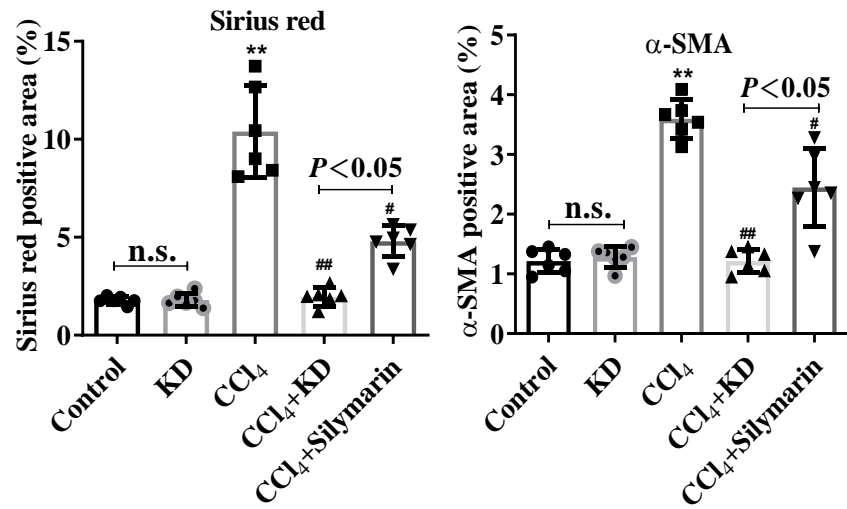 Sirius red
Sirius red positive area (%)
15
10
5
0
**
P<0.05
#
##
n.s.
Control
KD
CCl₄
CCl₄+KD
CCl₄+Silymarin
α-SMA
α-SMA positive area (%)
5
4
3
2
1
0
**
P<0.05
#
##
n.s.
Control
KD
CCl₄
CCl₄+KD
CCl₄+Silymarin